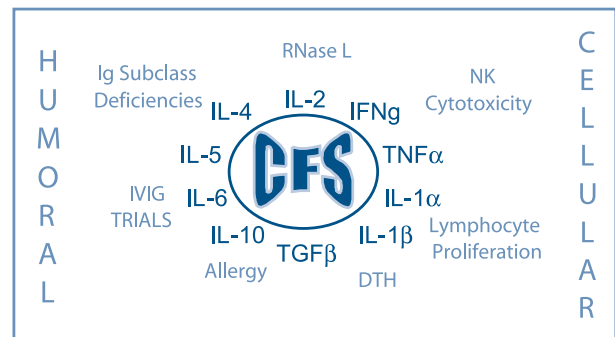 HUMORAL
CELLULAR
RNase L
Ig Subclass
Deficiencies
NK
Cytotoxicity
IL-2
IL-4
IFNg
IL-5
CFS
TNFα
IL-6
IL-1α
IVIG
TRIALS
IL-10
IL-1β
Lymphocyte
Proliferation
TGFβ
Allergy
DTH